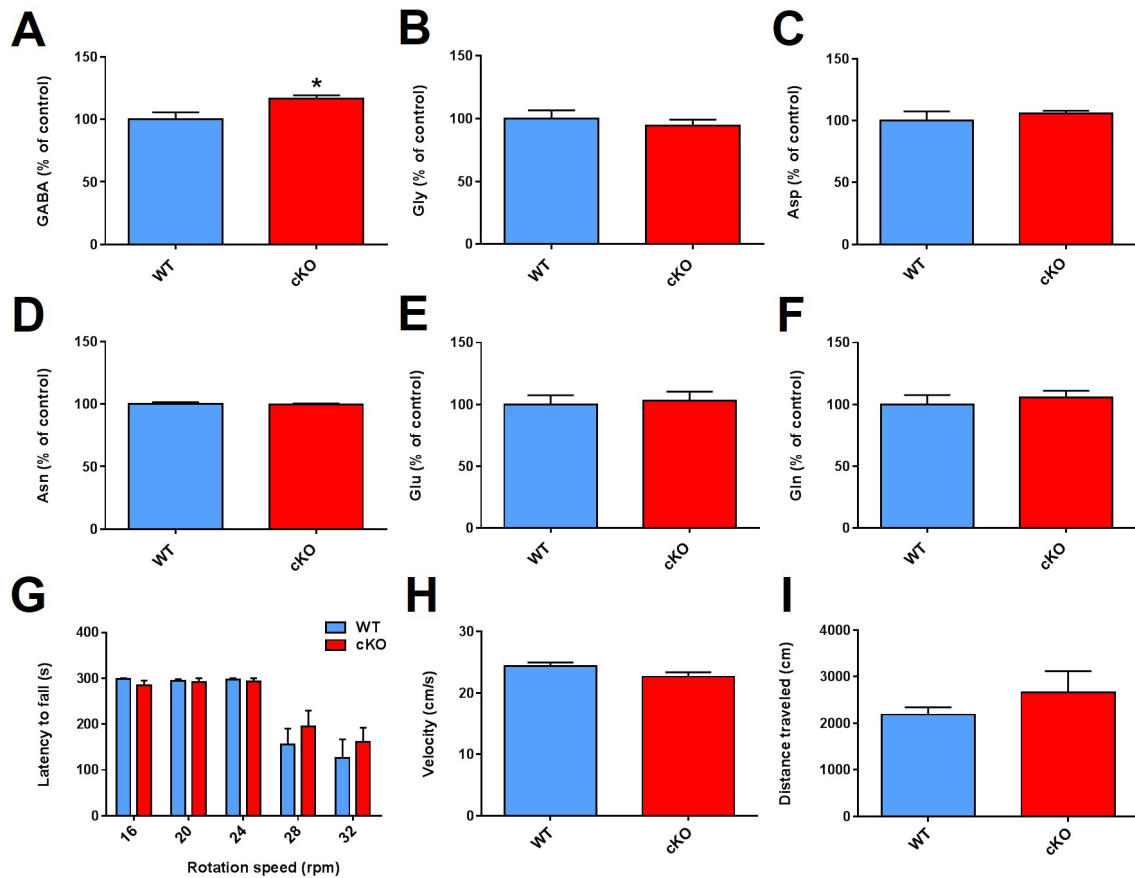 A
GABA (% of control)
150
100
50
0
*
WT
cKO
B
Gly (% of control)
150
100
50
0
WT
cKO
C
Asp (% of control)
150
100
50
0
WT
cKO
D
Asn (% of control)
150
100
50
0
WT
cKO
E
Glu (% of control)
150
100
50
0
WT
cKO
F
Gln (% of control)
150
100
50
0
WT
cKO
G
Latency to fall (s)
400
300
200
100
0
WT
cKO
16
20
24
28
32
Rotation speed (rpm)
H
Velocity (cm/s)
30
20
10
0
WT
cKO
I
Distance traveled (cm)
4000
3000
2000
1000
0
WT
cKO